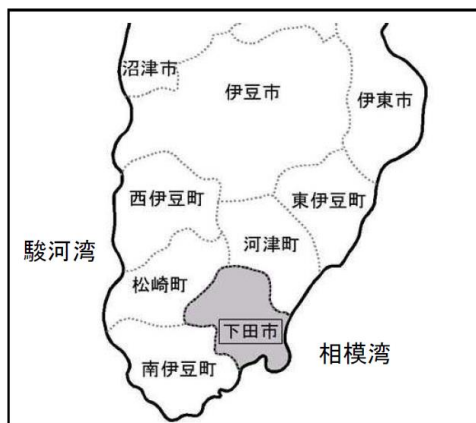 沼津市
伊豆市
伊東市
西伊豆町
東伊豆町
河津町
駿河湾
松崎町
下田市
相模湾
南伊豆町